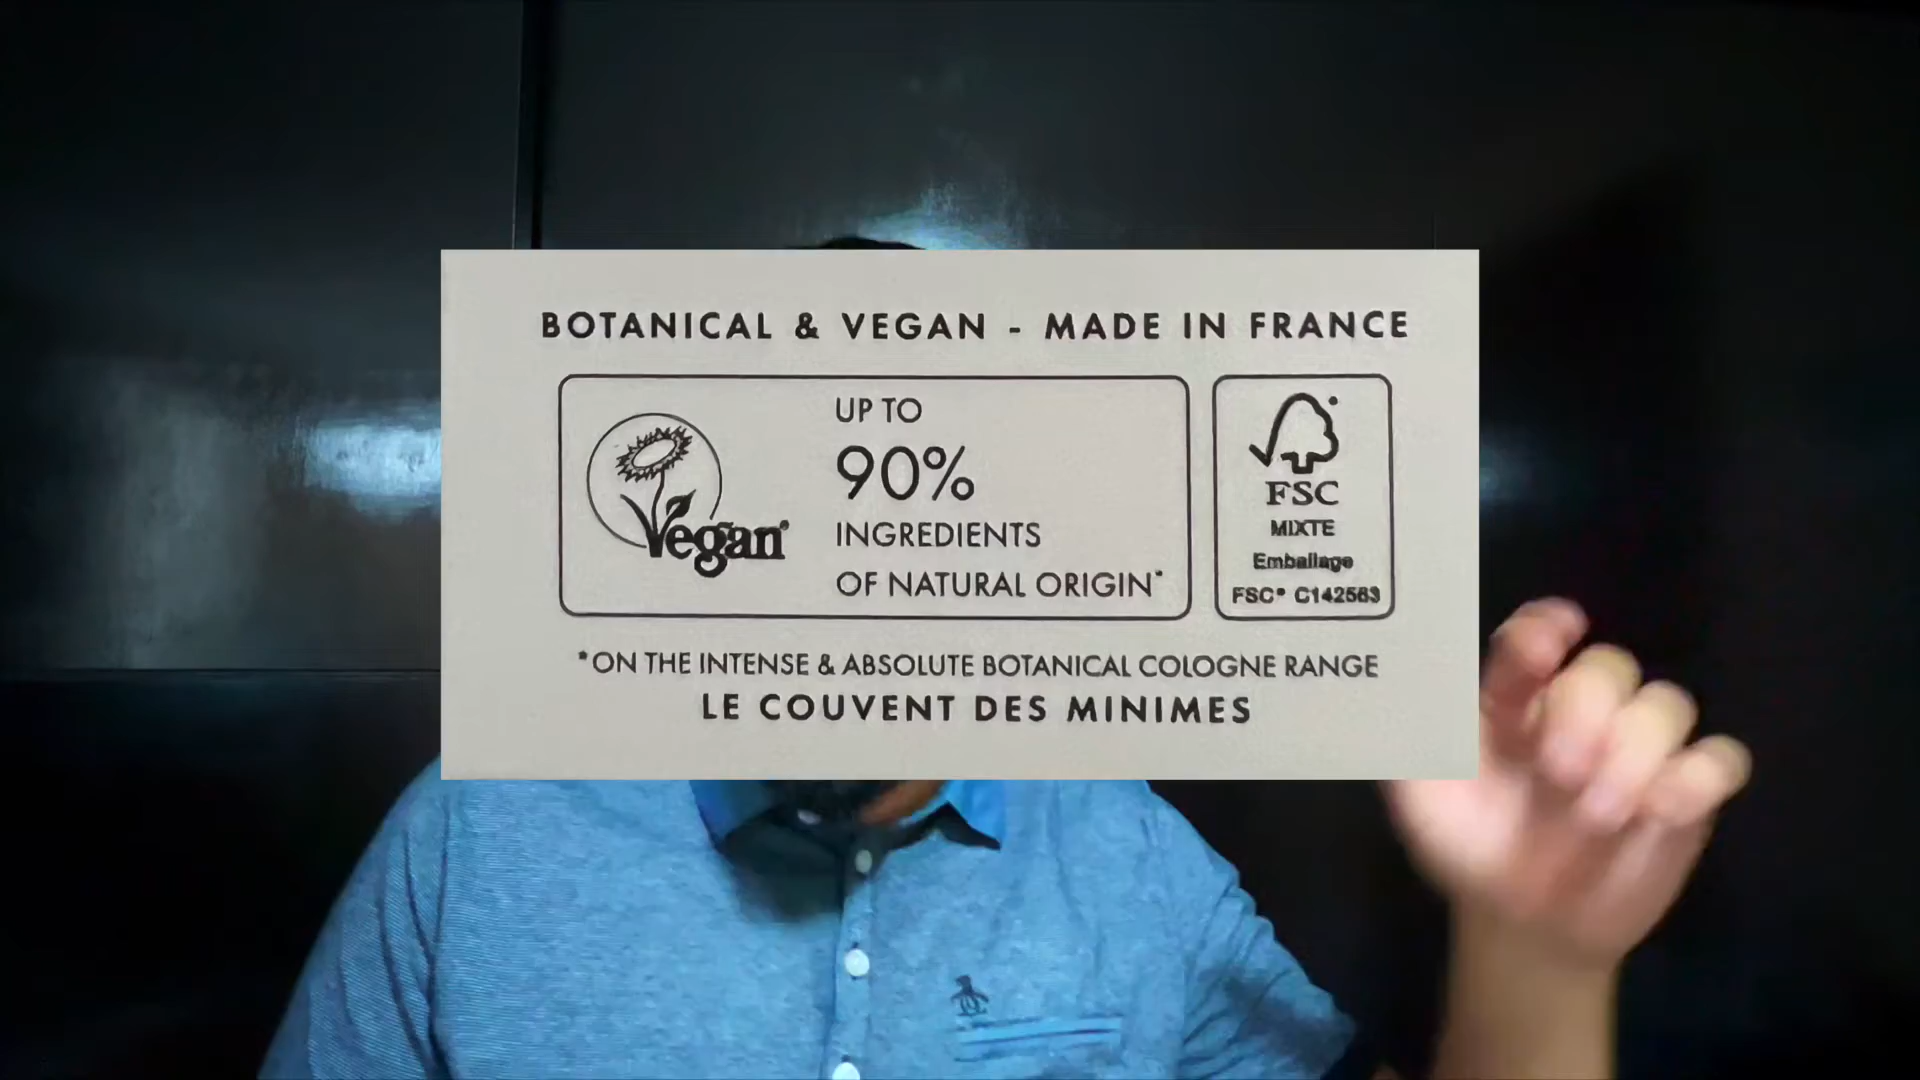 BOTANICAL & VEGAN - MADE IN FRANCE
Vegan
UP TO
90%
INGREDIENTS
OF NATURAL ORIGIN*
FSC
MIXTE
Emballage
FSC® C142563
*ON THE INTENSE & ABSOLUTE BOTANICAL COLOGNE RANGE
LE COUVENT DES MINIMES